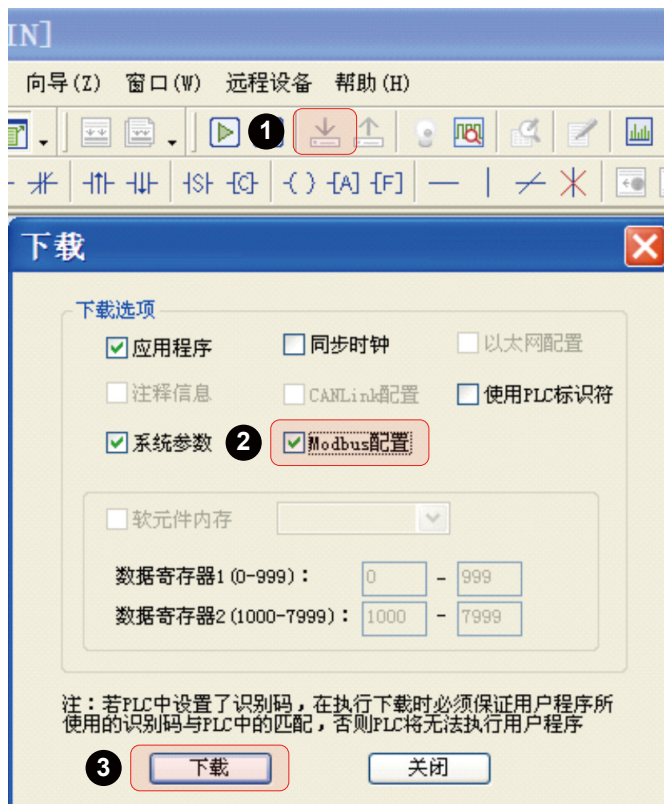 IN]
向导(Z) 窗口(W) 远程设备 帮助(H)
1
S C ( ) [A] [F]
下载
下载选项
应用程序 同步时钟 以太网配置
注释信息 CANLink配置 使用PLC标识符
系统参数 2 Modbus配置
软元件内存
数据寄存器1(0-999): 0 - 999
数据寄存器2(1000-7999): 1000 - 7999
注:若PLC中设置了识别码,在执行下载时必须保证用户程序所
使用的识别码与PLC中的匹配,否则PLC将无法执行用户程序
3 下载 关闭